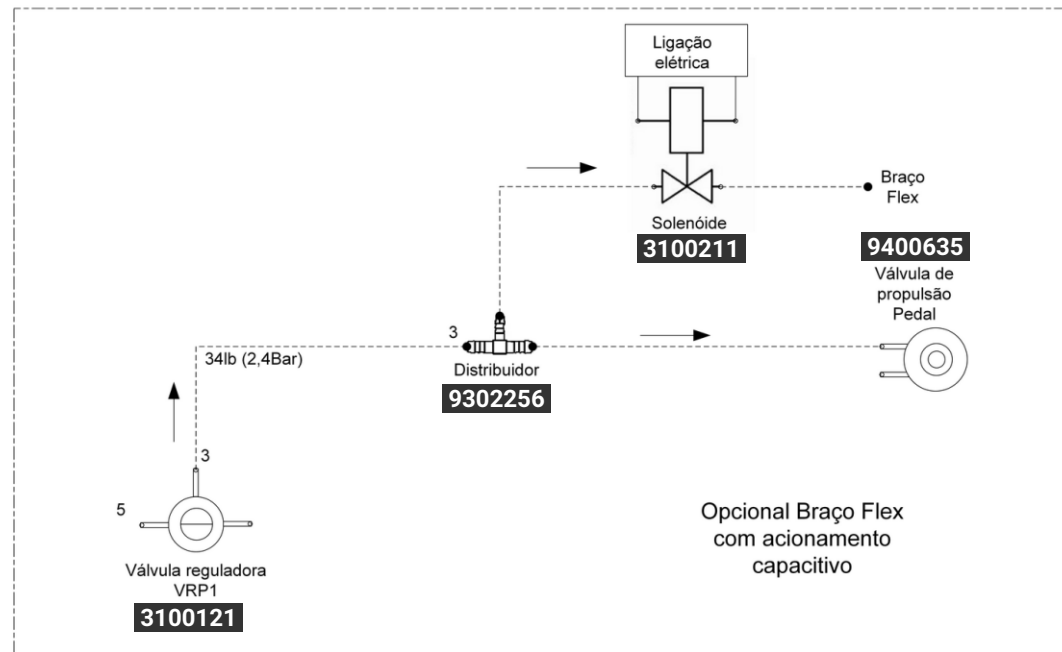 Ligação
elétrica
Braço
Flex
Solenóide
3100211
9400635
Válvula de
propulsão
Pedal
3
34lb (2,4Bar)
Distribuidor
9302256
3
5
Válvula reguladora
VRP1
3100121
Opcional Braço Flex
com acionamento
capacitivo